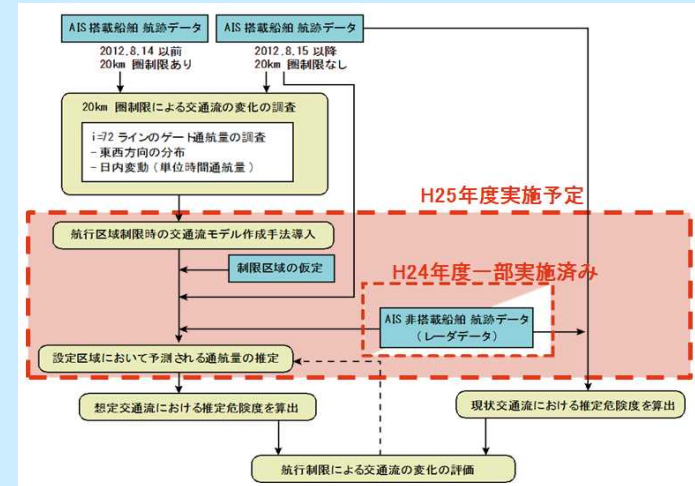 AIS 搭載船舶 航跡データ
AIS 搭載船舶 航跡データ
2012.8.14 以前
20km 圏制限あり
2012.8.15 以降
20km 圏制限なし
20km 圏制限による交通流の変化の調査
i=72 ラインのゲート通航量の調査
- 東西方向の分布
- 日内変動 ( 単位時間通航量 )
H25年度実施予定
航行区域制限時の交通流モデル作成手法導入
制限区域の仮定
H24年度一部実施済み
AIS 非搭載船舶 航跡データ
( レーダデータ )
設定区域において予測される通航量の推定
想定交通流における推定危険度を算出
現状交通流における推定危険度を算出
航行制限による交通流の変化の評価